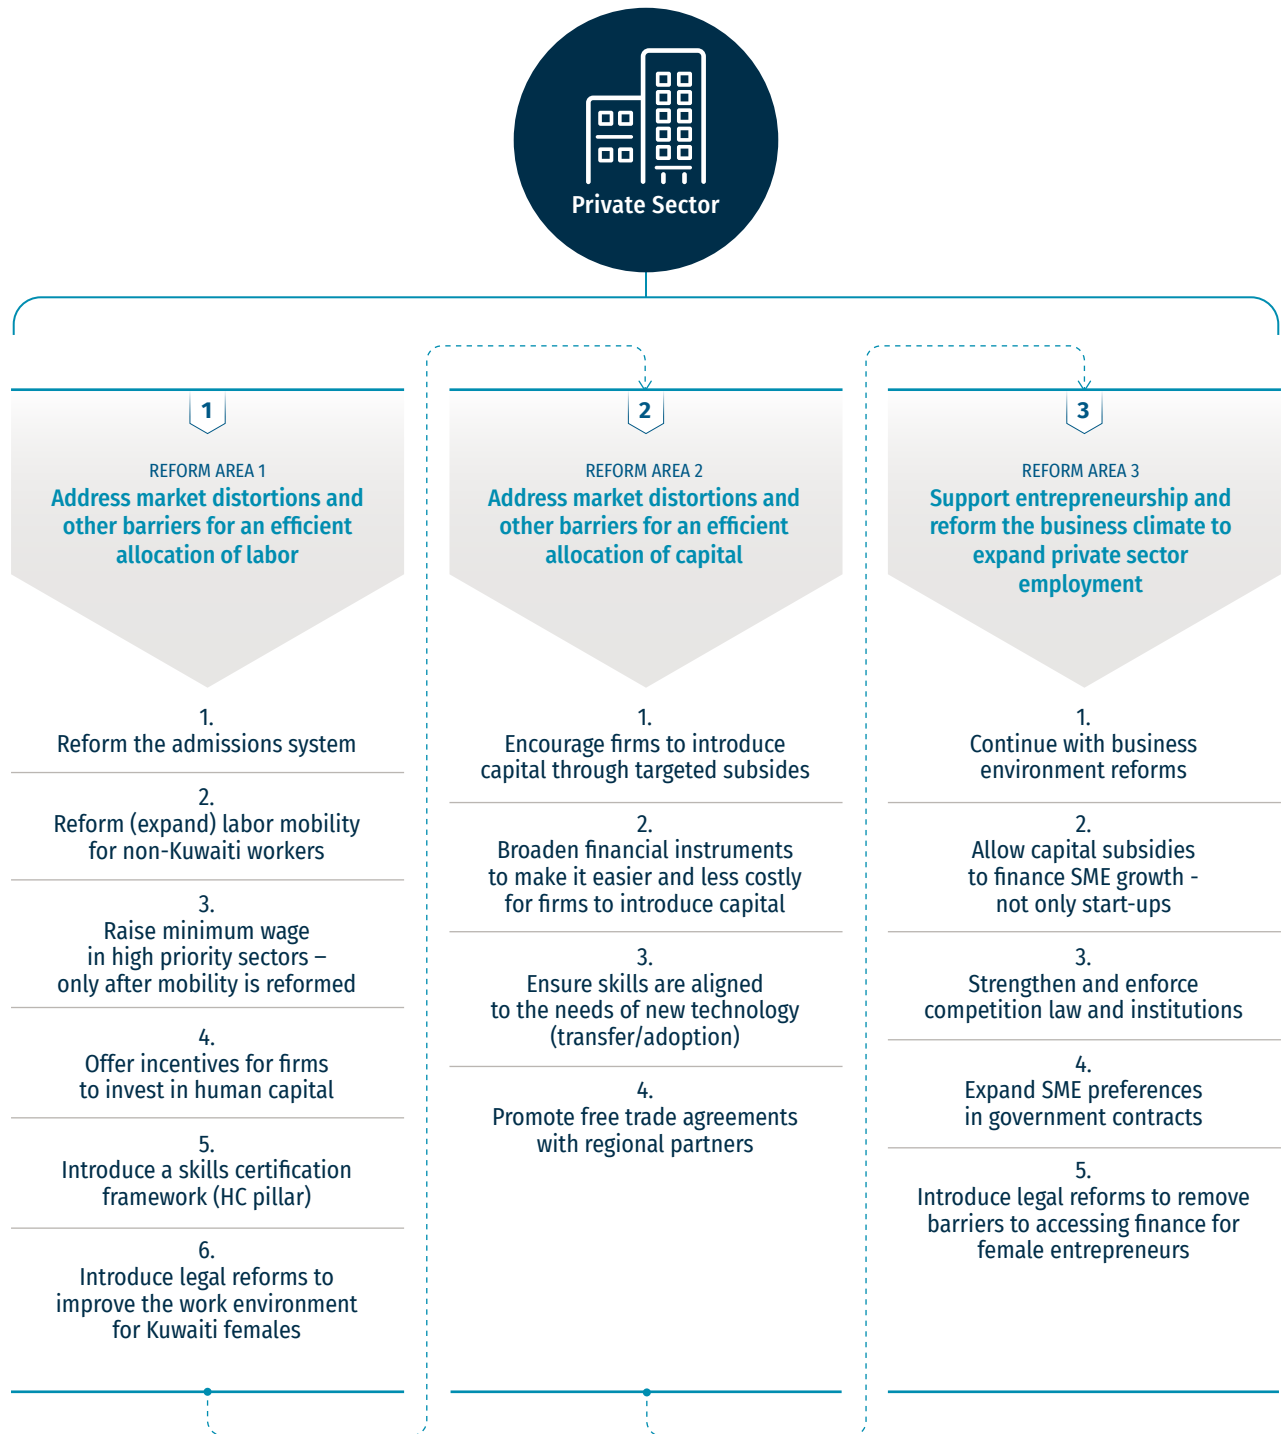 Private Sector
1
REFORM AREA 1
Address market distortions and
other barriers for an efficient
allocation of labor
1.
Reform the admissions system
2.
Reform (expand) labor mobility
for non-Kuwaiti workers
3.
Raise minimum wage
in high priority sectors –
only after mobility is reformed
4.
Offer incentives for firms
to invest in human capital
5.
Introduce a skills certification
framework (HC pillar)
6.
Introduce legal reforms to
improve the work environment
for Kuwaiti females
2
REFORM AREA 2
Address market distortions and
other barriers for an efficient
allocation of capital
1.
Encourage firms to introduce
capital through targeted subsides
2.
Broaden financial instruments
to make it easier and less costly
for firms to introduce capital
3.
Ensure skills are aligned
to the needs of new technology
(transfer/adoption)
4.
Promote free trade agreements
with regional partners
3
REFORM AREA 3
Support entrepreneurship and
reform the business climate to
expand private sector
employment
1.
Continue with business
environment reforms
2.
Allow capital subsidies
to finance SME growth -
not only start-ups
3.
Strengthen and enforce
competition law and institutions
4.
Expand SME preferences
in government contracts
5.
Introduce legal reforms to remove
barriers to accessing finance for
female entrepreneurs